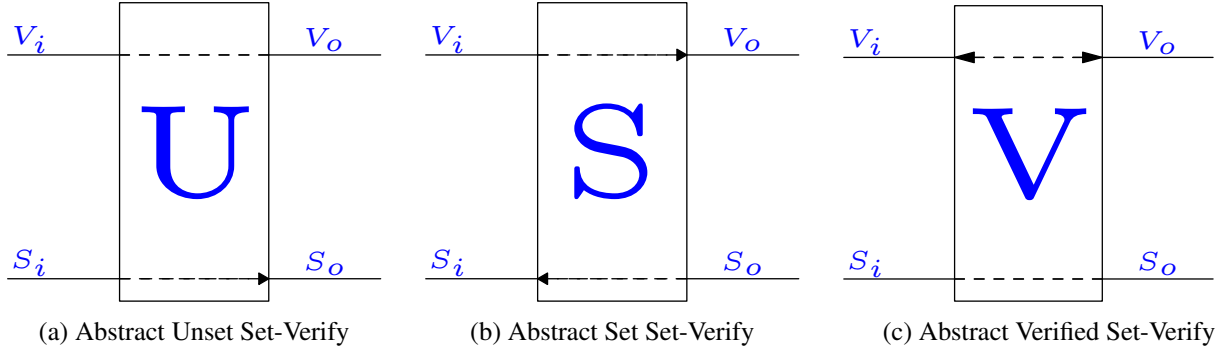 V_i V_o V_i V_o V_i V_o
U S V
S_i S_o S_i S_o S_i S_o
(a) Abstract Unset Set-Verify (b) Abstract Set Set-Verify (c) Abstract Verified Set-Verify